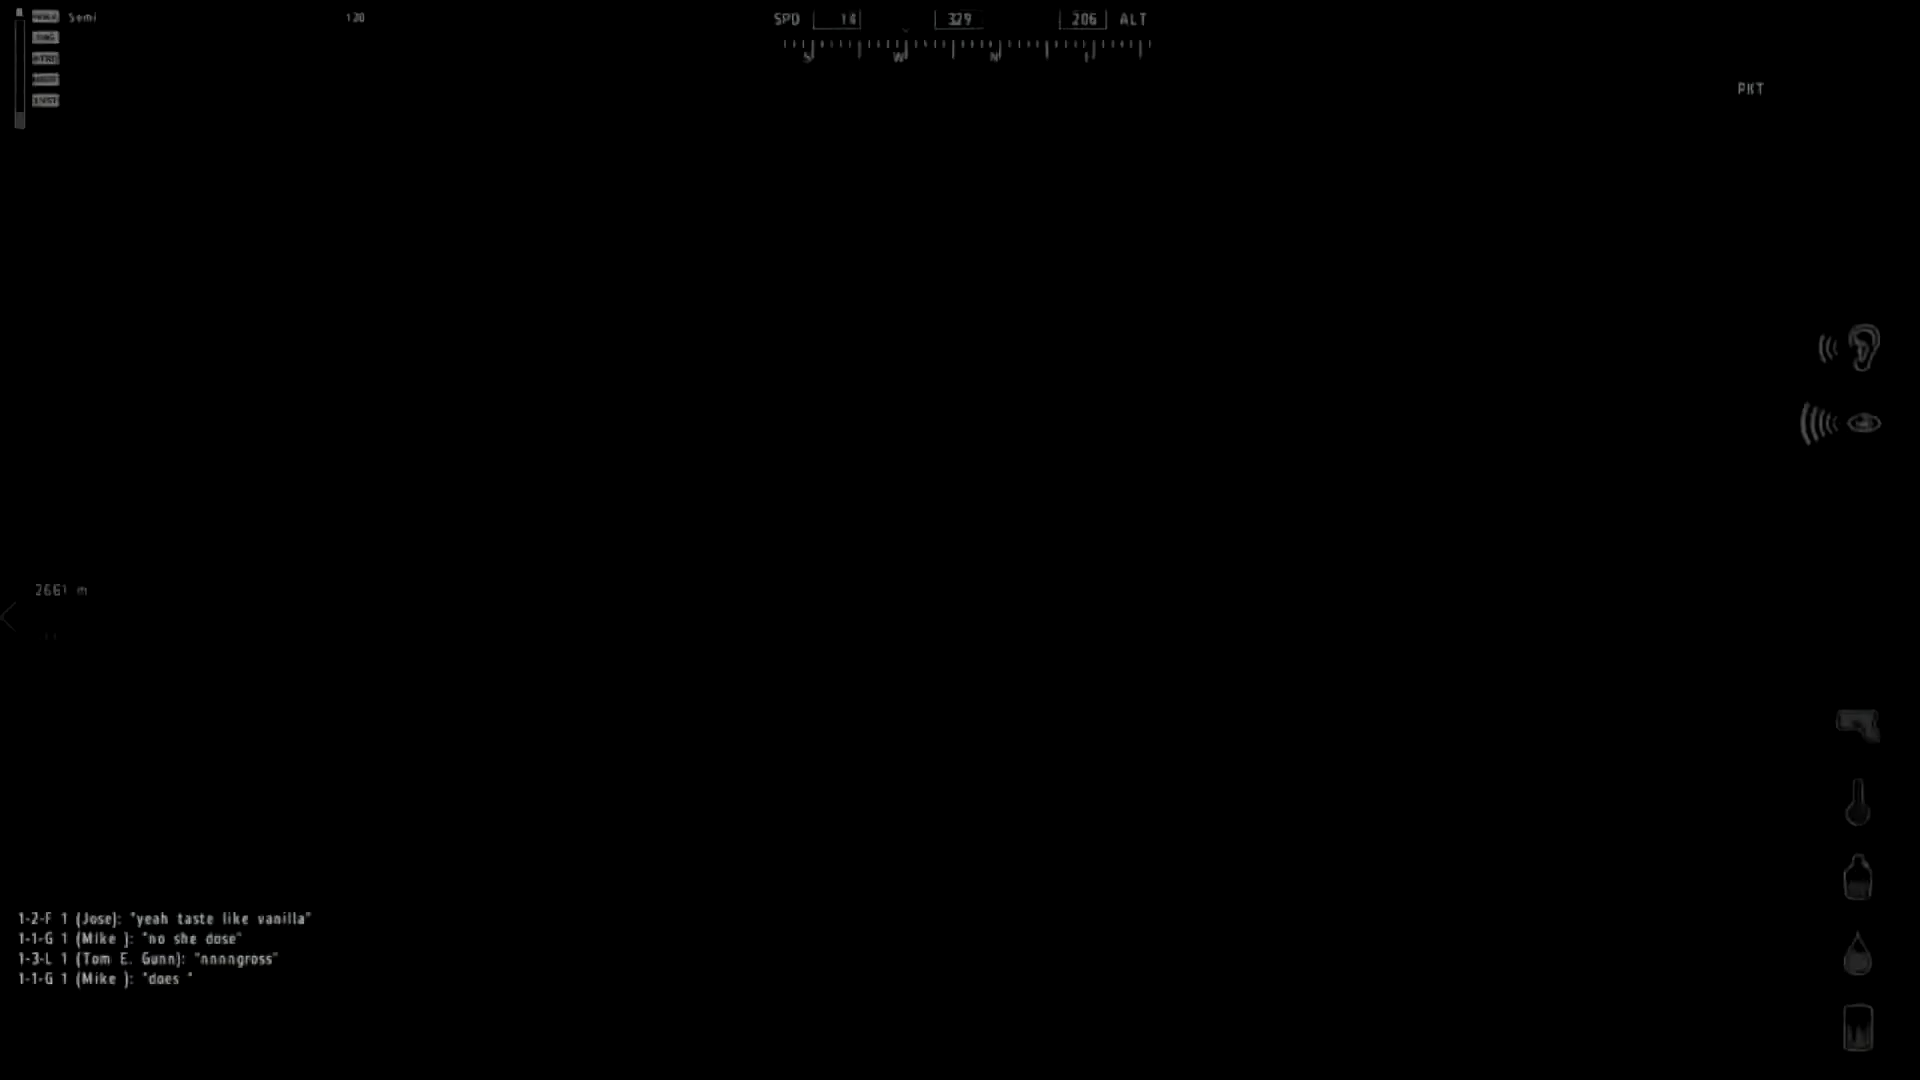 Semi 120
SPD 14 329 206 ALT
S W N E
PKT
2661 m
1-2-F 1 (Jose): "yeah taste like vanilla"
1-1-G 1 (Mike ): "no she dose"
1-3-L 1 (Tom E. Gunn): "nnnngross"
1-1-G 1 (Mike ): "does "